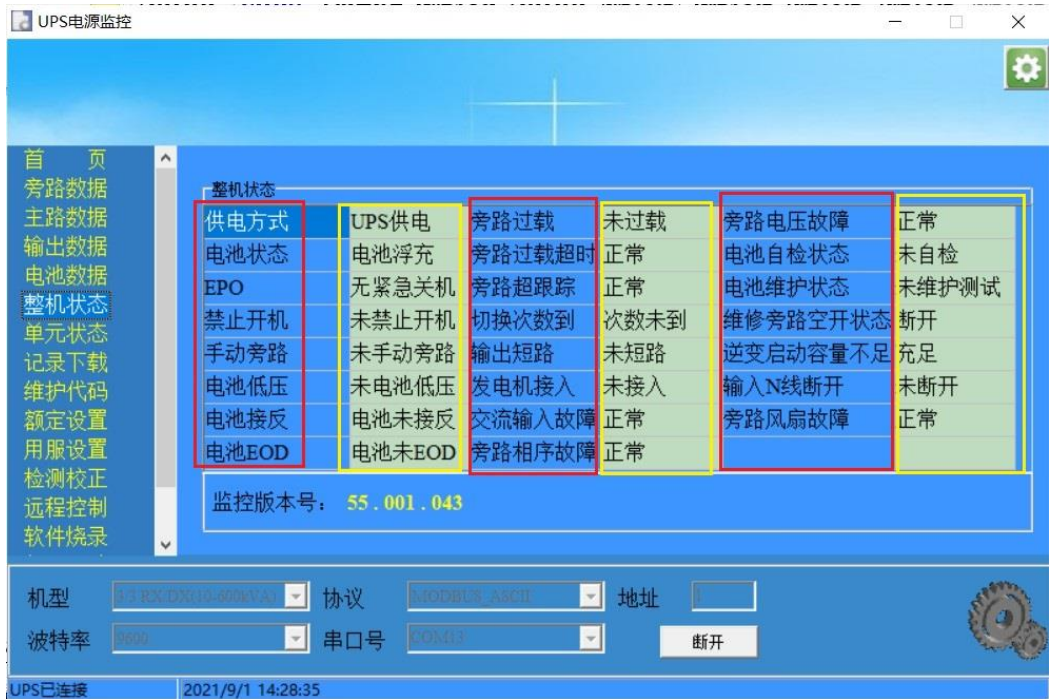 UPS电源监控
首 页
旁路数据
主路数据
输出数据
电池数据
整机状态
单元状态
记录下载
维护代码
额定设置
用服设置
检测校正
远程控制
软件烧录
整机状态
供电方式 UPS供电 旁路过载 未过载 旁路电压故障 正常
电池状态 电池浮充 旁路过载超时 正常 电池自检状态 未自检
EPO 无紧急关机 旁路超跟踪 正常 电池维护状态 未维护测试
禁止开机 未禁止开机 切换次数到 次数未到 维修旁路空开状态 断开
手动旁路 未手动旁路 输出短路 未短路 逆变启动容量不足 充足
电池低压 未电池低压 发电机接入 未接入 输入N线断开 未断开
电池接反 电池未接反 交流输入故障 正常 旁路风扇故障 正常
电池EOD 电池未EOD 旁路相序故障 正常
监控版本号： 55.001.043
机型 3/3 RX/DX(10-600kVA) 协议 MODBUS_ASCII 地址 1
波特率 9600 串口号 COM13 断开
UPS已连接 2021/9/1 14:28:35